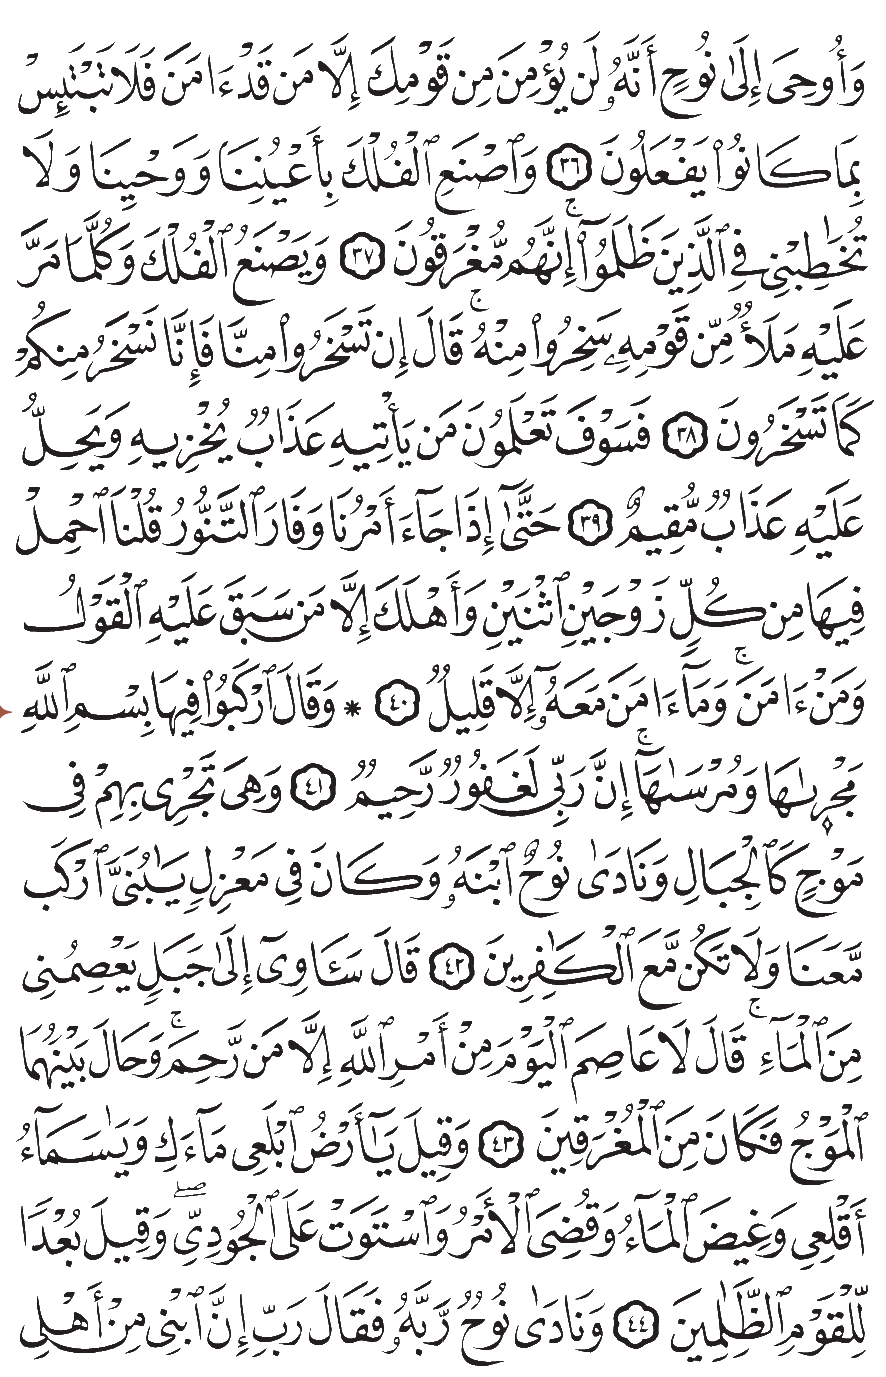 وَأُوحِىَ إِلَىٰ نُوحٍ أَنَّهُۥ لَن يُؤْمِنَ مِن قَوْمِكَ إِلَّا مَن قَدْ ءَامَنَ فَلَا تَبْتَئِسْ
بِمَا كَانُوا۟ يَفْعَلُونَ ٣٦ وَٱصْنَعِ ٱلْفُلْكَ بِأَعْيُنِنَا وَوَحْيِنَا وَلَا
تُخَـٰطِبْنِى فِى ٱلَّذِينَ ظَلَمُوٓا۟ ۚ إِنَّهُم مُّغْرَقُونَ ٣٧ وَيَصْنَعُ ٱلْفُلْكَ وَكُلَّمَا مَرَّ
عَلَيْهِ مَلَأٌ مِّن قَوْمِهِۦ سَخِرُوا۟ مِنْهُ ۚ قَالَ إِن تَسْخَرُوا۟ مِنَّا فَإِنَّا نَسْخَرُ مِنكُمْ
كَمَا تَسْخَرُونَ ٣٨ فَسَوْفَ تَعْلَمُونَ مَن يَأْتِيهِ عَذَابٌ يُخْزِيهِ وَيَحِلُّ
عَلَيْهِ عَذَابٌ مُّقِيمٌ ٣٩ حَتَّىٰٓ إِذَا جَآءَ أَمْرُنَا وَفَارَ ٱلتَّنُّورُ قُلْنَا ٱحْمِلْ
فِيهَا مِن كُلٍّ زَوْجَيْنِ ٱثْنَيْنِ وَأَهْلَكَ إِلَّا مَن سَبَقَ عَلَيْهِ ٱلْقَوْلُ
وَمَنْ ءَامَنَ ۚ وَمَآ ءَامَنَ مَعَهُۥٓ إِلَّا قَلِيلٌ ٤٠ * وَقَالَ ٱرْكَبُوا۟ فِيهَا بِسْمِ ٱللَّهِ
مَجْر۪ىٰهَا وَمُرْسَىٰهَآ ۚ إِنَّ رَبِّى لَغَفُورٌ رَّحِيمٌ ٤١ وَهِىَ تَجْرِى بِهِمْ فِى
مَوْجٍ كَٱلْجِبَالِ وَنَادَىٰ نُوحٌ ٱبْنَهُۥ وَكَانَ فِى مَعْزِلٍ يَـٰبُنَىَّ ٱرْكَب
مَّعَنَا وَلَا تَكُن مَّعَ ٱلْكَـٰفِرِينَ ٤٢ قَالَ سَـَٔاوِىٓ إِلَىٰ جَبَلٍ يَعْصِمُنِى
مِنَ ٱلْمَآءِ ۚ قَالَ لَا عَاصِمَ ٱلْيَوْمَ مِنْ أَمْرِ ٱللَّهِ إِلَّا مَن رَّحِمَ ۚ وَحَالَ بَيْنَهُمَا
ٱلْمَوْجُ فَكَانَ مِنَ ٱلْمُغْرَقِينَ ٤٣ وَقِيلَ يَـٰٓأَرْضُ ٱبْلَعِى مَآءَكِ وَيَـٰسَمَآءُ
أَقْلِعِى وَغِيضَ ٱلْمَآءُ وَقُضِىَ ٱلْأَمْرُ وَٱسْتَوَتْ عَلَى ٱلْجُودِىِّ ۖ وَقِيلَ بُعْدًا
لِّلْقَوْمِ ٱلظَّـٰلِمِينَ ٤٤ وَنَادَىٰ نُوحٌ رَّبَّهُۥ فَقَالَ رَبِّ إِنَّ ٱبْنِى مِنْ أَهْلِى